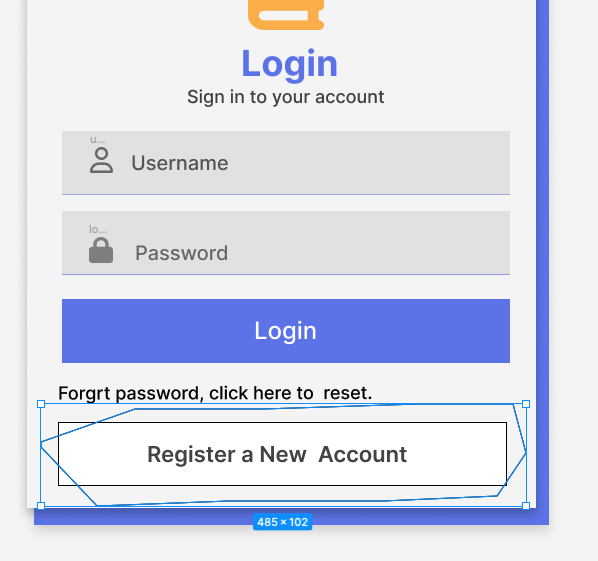 Login
Sign in to your account
u...
Username
lo...
Password
Login
Forgrt password, click here to  reset.
Register a New  Account
485 × 102